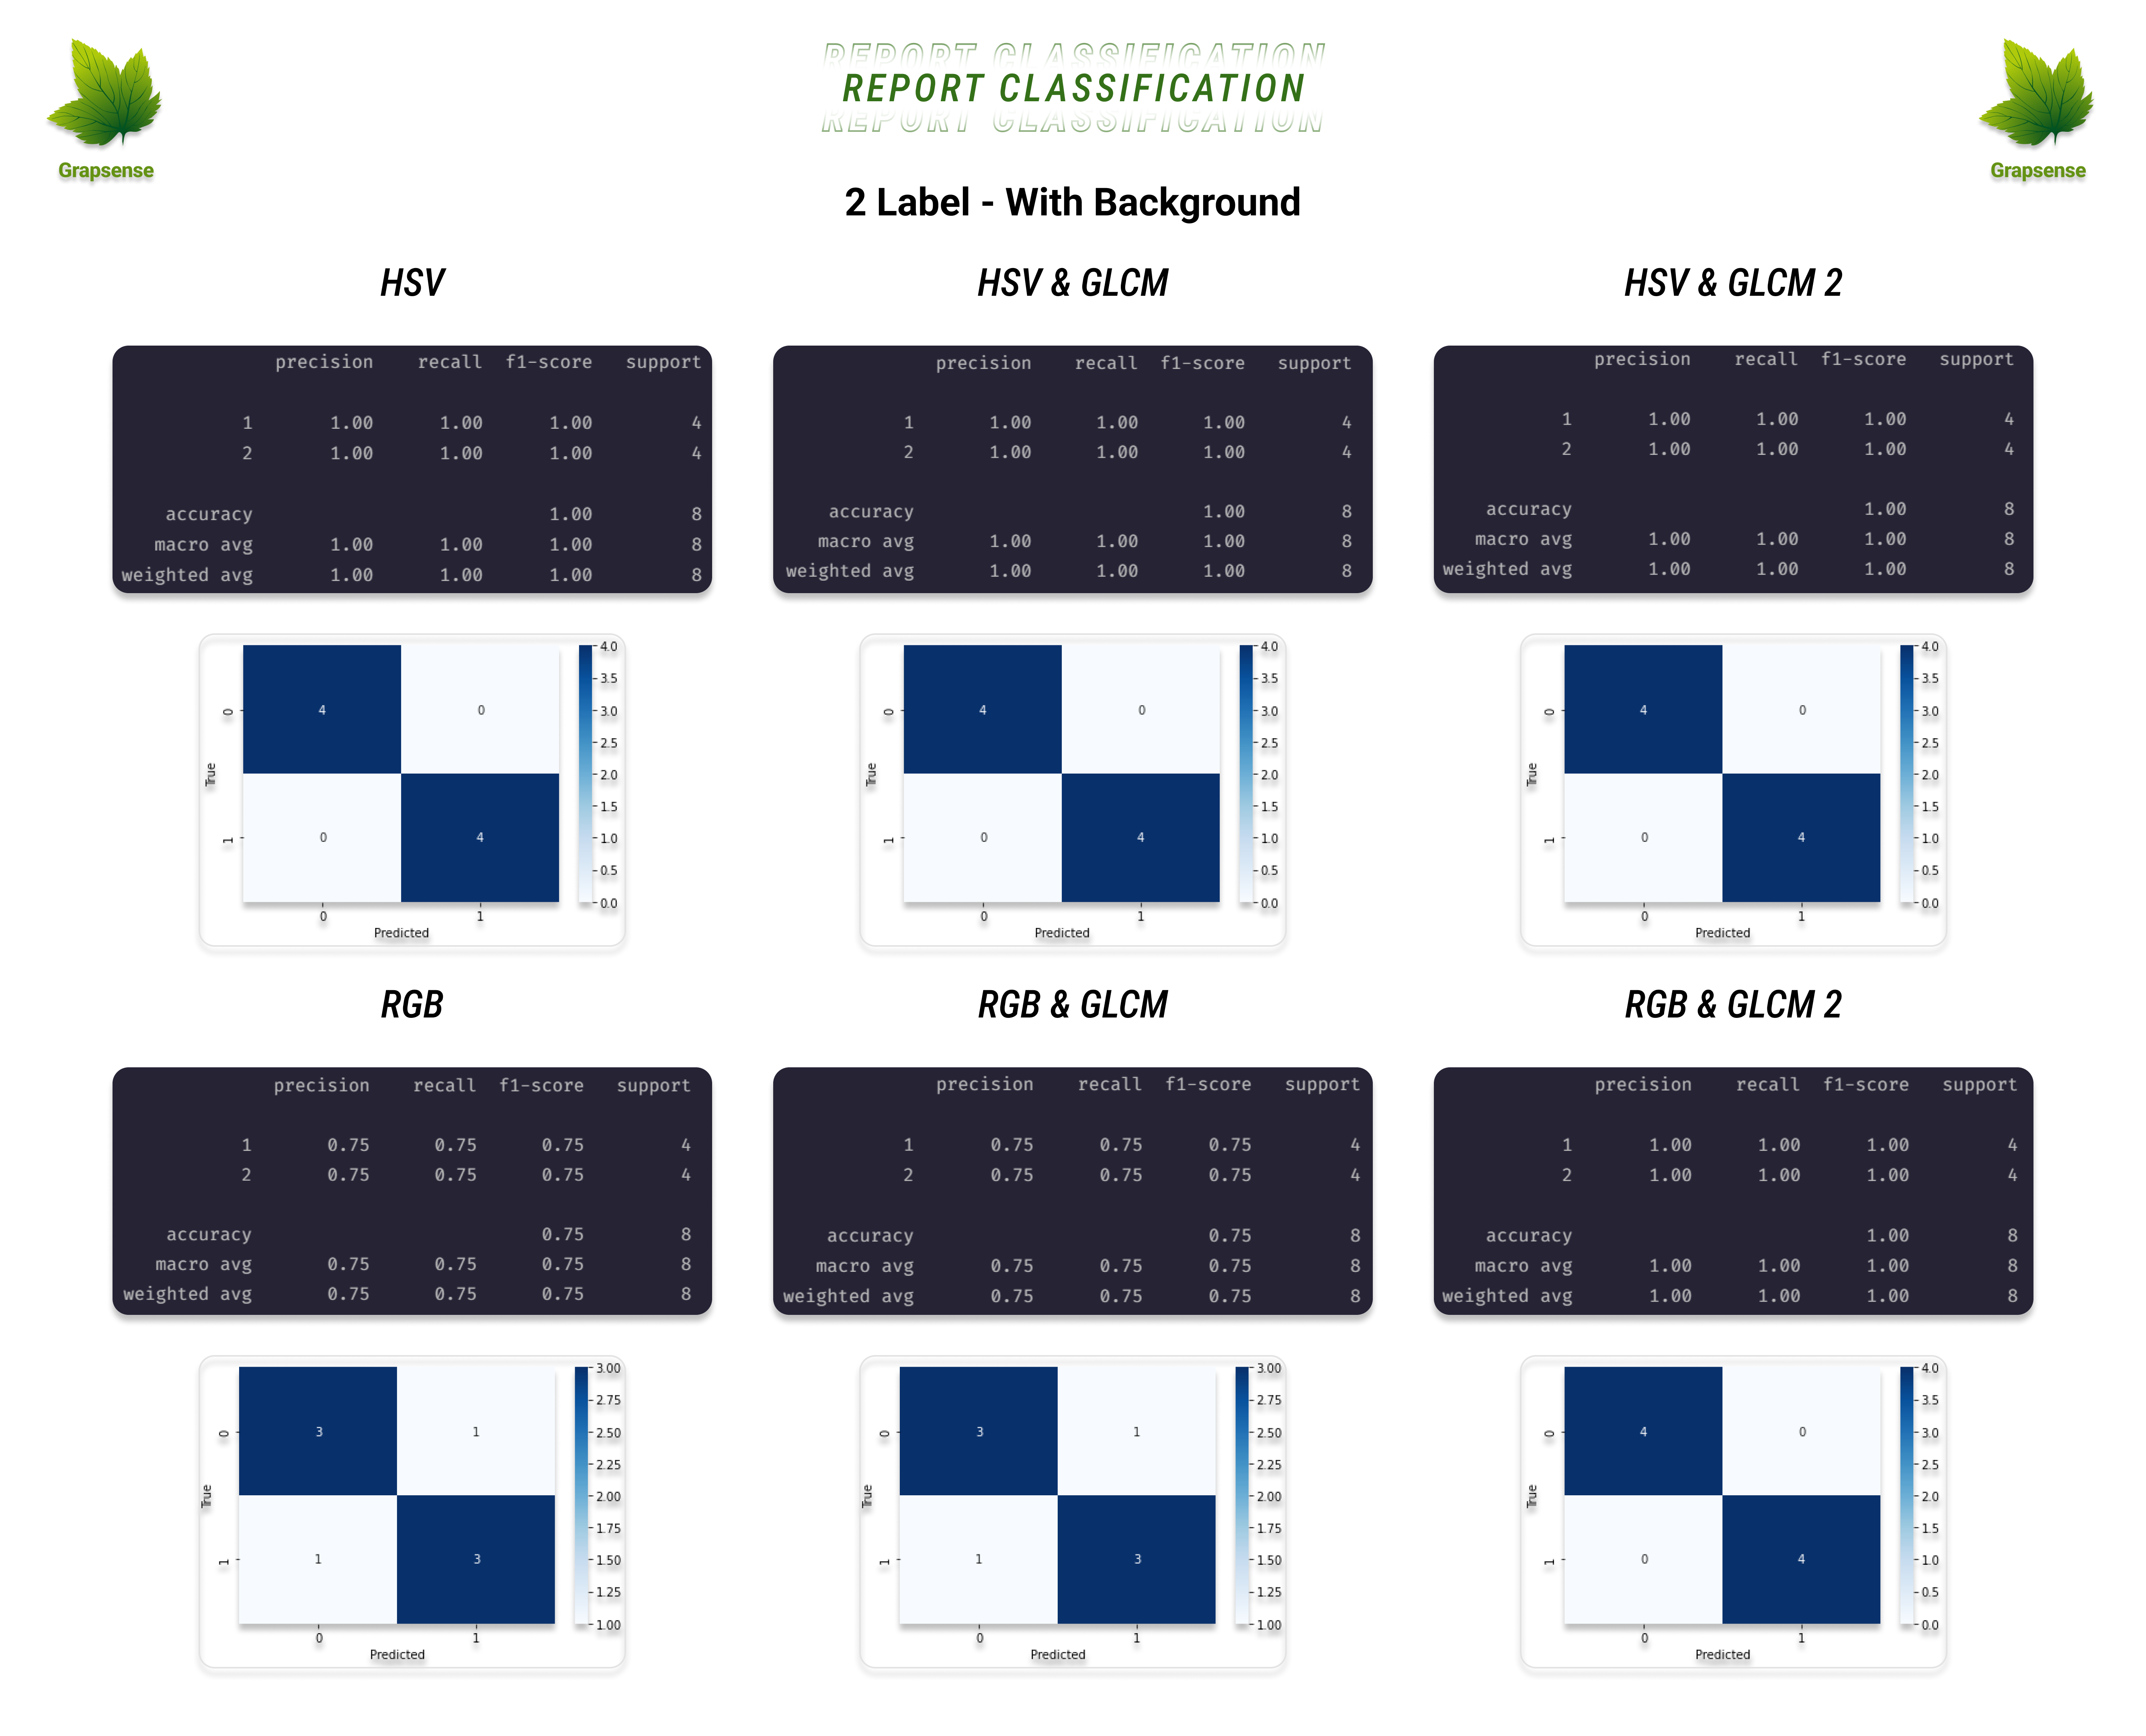 REPORT CLASSIFICATION
REPORT CLASSIFICATION
REPORT CLASSIFICATION
Grapsense
Grapsense
2 Label - With Background
HSV
precision recall f1-score support
1 1.00 1.00 1.00 4
2 1.00 1.00 1.00 4
accuracy 1.00 8
macro avg 1.00 1.00 1.00 8
weighted avg 1.00 1.00 1.00 8
4 0
0 4
0
1
True
0 1
Predicted
4.0
3.5
3.0
2.5
2.0
1.5
1.0
0.5
0.0
HSV & GLCM
precision recall f1-score support
1 1.00 1.00 1.00 4
2 1.00 1.00 1.00 4
accuracy 1.00 8
macro avg 1.00 1.00 1.00 8
weighted avg 1.00 1.00 1.00 8
4 0
0 4
0
1
True
0 1
Predicted
4.0
3.5
3.0
2.5
2.0
1.5
1.0
0.5
0.0
HSV & GLCM 2
precision recall f1-score support
1 1.00 1.00 1.00 4
2 1.00 1.00 1.00 4
accuracy 1.00 8
macro avg 1.00 1.00 1.00 8
weighted avg 1.00 1.00 1.00 8
4 0
0 4
0
1
True
0 1
Predicted
4.0
3.5
3.0
2.5
2.0
1.5
1.0
0.5
0.0
RGB
precision recall f1-score support
1 0.75 0.75 0.75 4
2 0.75 0.75 0.75 4
accuracy 0.75 8
macro avg 0.75 0.75 0.75 8
weighted avg 0.75 0.75 0.75 8
3 1
1 3
0
1
True
0 1
Predicted
3.00
2.75
2.50
2.25
2.00
1.75
1.50
1.25
1.00
RGB & GLCM
precision recall f1-score support
1 0.75 0.75 0.75 4
2 0.75 0.75 0.75 4
accuracy 0.75 8
macro avg 0.75 0.75 0.75 8
weighted avg 0.75 0.75 0.75 8
3 1
1 3
0
1
True
0 1
Predicted
3.00
2.75
2.50
2.25
2.00
1.75
1.50
1.25
1.00
RGB & GLCM 2
precision recall f1-score support
1 1.00 1.00 1.00 4
2 1.00 1.00 1.00 4
accuracy 1.00 8
macro avg 1.00 1.00 1.00 8
weighted avg 1.00 1.00 1.00 8
4 0
0 4
0
1
True
0 1
Predicted
4.0
3.5
3.0
2.5
2.0
1.5
1.0
0.5
0.0